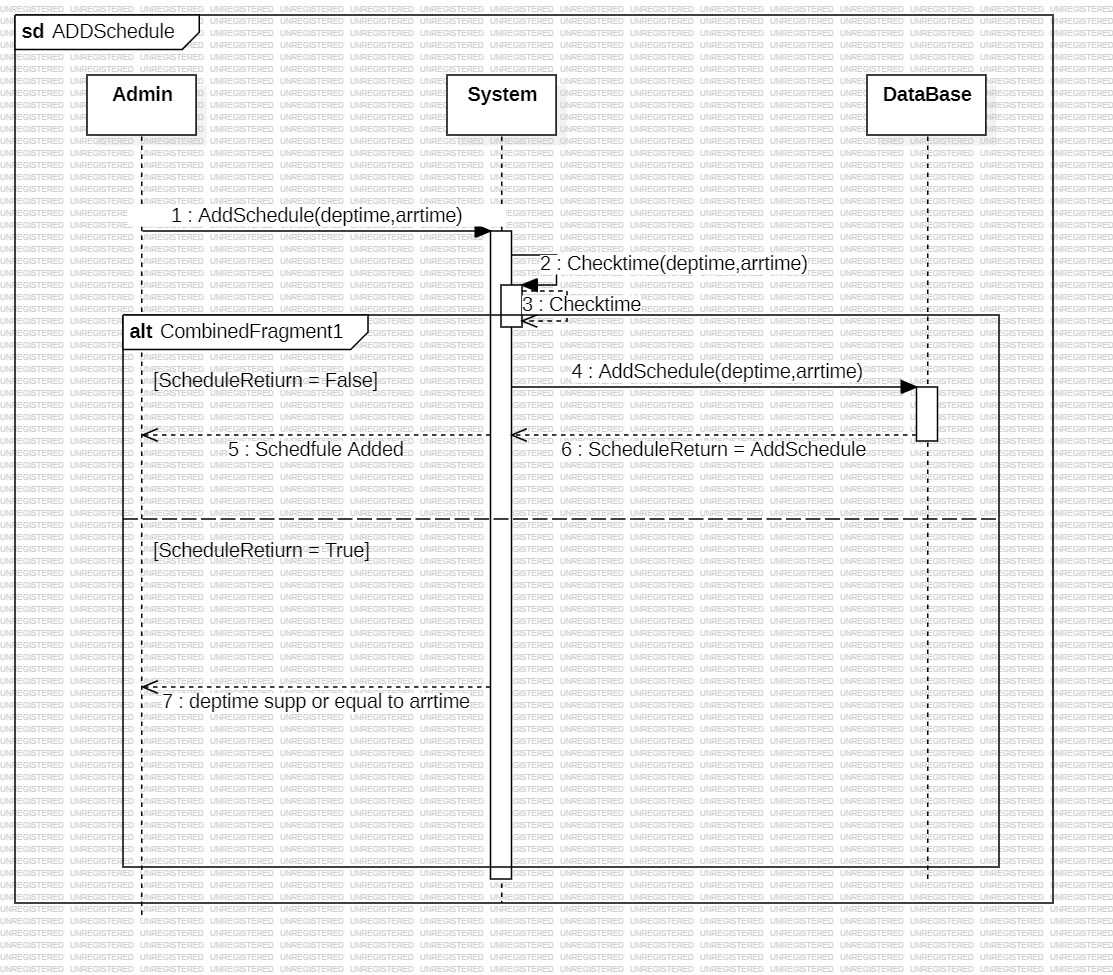 sd ADDSchedule
Admin
System
DataBase
1 : AddSchedule(deptime,arrtime)
2 : Checktime(deptime,arrtime)
3 : Checktime
alt CombinedFragment1
[ScheduleRetiurn = False]
4 : AddSchedule(deptime,arrtime)
5 : Schedfule Added
6 : ScheduleReturn = AddSchedule
[ScheduleRetiurn = True]
7 : deptime supp or equal to arrtime
UNREGISTERED